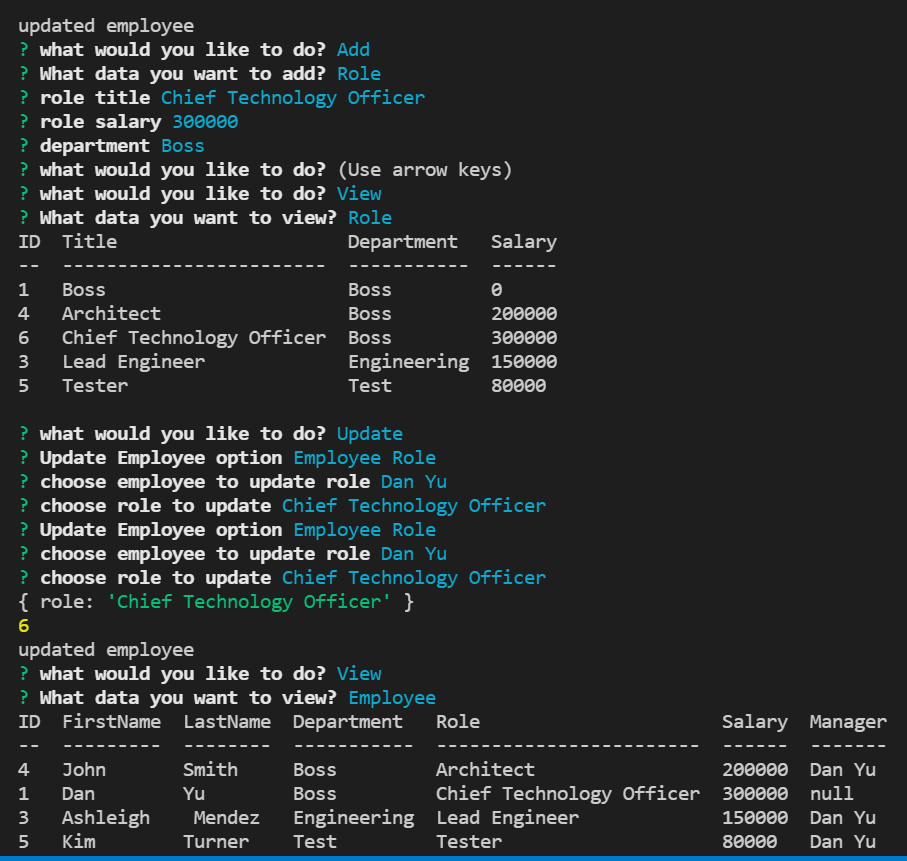 updated employee
? what would you like to do? Add
? What data you want to add? Role
? role title Chief Technology Officer
? role salary 300000
? department Boss
? what would you like to do? (Use arrow keys)
? what would you like to do? View
? What data you want to view? Role
ID  Title                     Department   Salary
--  ------------------------  -----------  ------
1   Boss                      Boss         0
4   Architect                 Boss         200000
6   Chief Technology Officer  Boss         300000
3   Lead Engineer             Engineering  150000
5   Tester                    Test         80000
? what would you like to do? Update
? Update Employee option Employee Role
? choose employee to update role Dan Yu
? choose role to update Chief Technology Officer
? Update Employee option Employee Role
? choose employee to update role Dan Yu
? choose role to update Chief Technology Officer
{ role: 'Chief Technology Officer' }
6
updated employee
? what would you like to do? View
? What data you want to view? Employee
ID  FirstName  LastName  Department   Role                      Salary  Manager
--  ---------  --------  -----------  ------------------------  ------  -------
4   John       Smith     Boss         Architect                 200000  Dan Yu
1   Dan        Yu        Boss         Chief Technology Officer  300000  null
3   Ashleigh    Mendez   Engineering  Lead Engineer             150000  Dan Yu
5   Kim        Turner    Test         Tester                    80000   Dan Yu